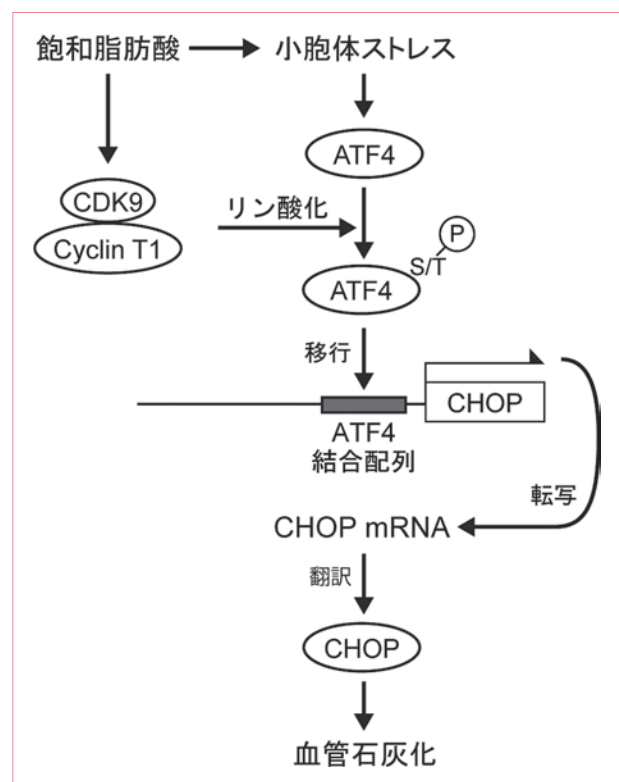 飽和脂肪酸
小胞体ストレス
ATF4
CDK9
Cyclin T1
リン酸化
P
S/T
ATF4
移行
CHOP
ATF4
結合配列
転写
CHOP mRNA
翻訳
CHOP
血管石灰化